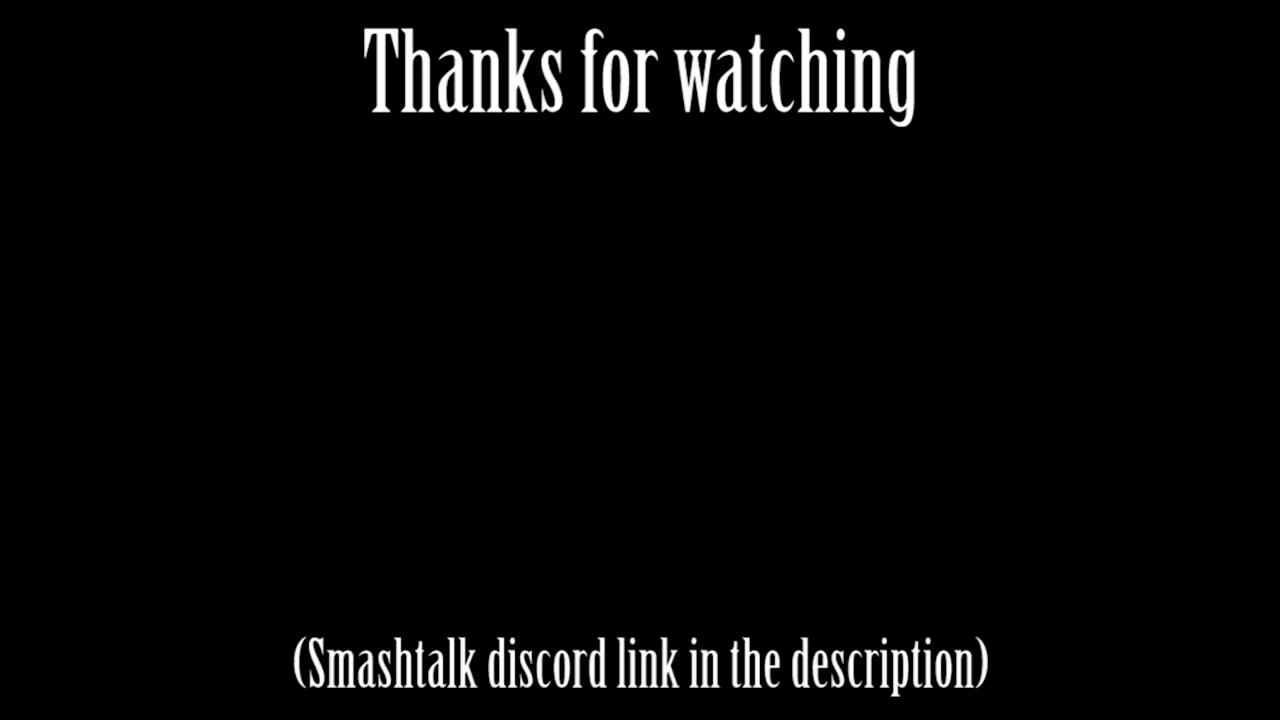 Thanks for watching
(Smashtalk discord link in the description)